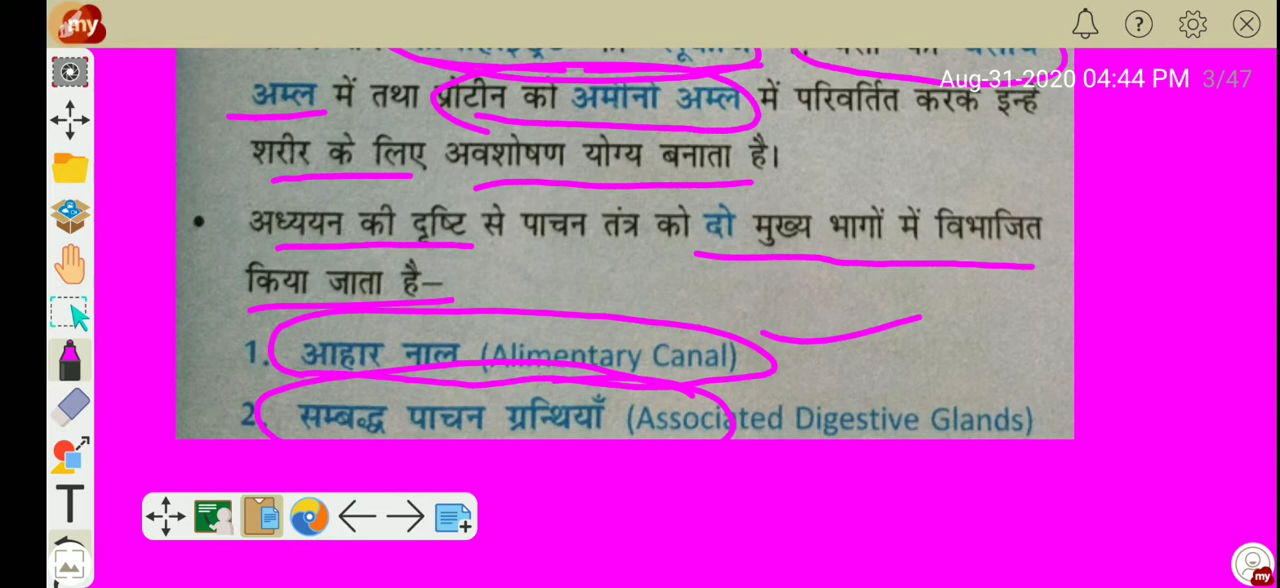 my
Aug-31-2020 04:44 PM 3/47
अम्ल में तथा प्रोटीन को अमीनो अम्ल में परिवर्तित करके इन्हें
शरीर के लिए अवशोषण योग्य बनाता है।
• अध्ययन की दृष्टि से पाचन तंत्र को दो मुख्य भागों में विभाजित
किया जाता है–
1. आहार नाल (Alimentary Canal)
2. सम्बद्ध पाचन ग्रन्थियाँ (Associated Digestive Glands)
T
my